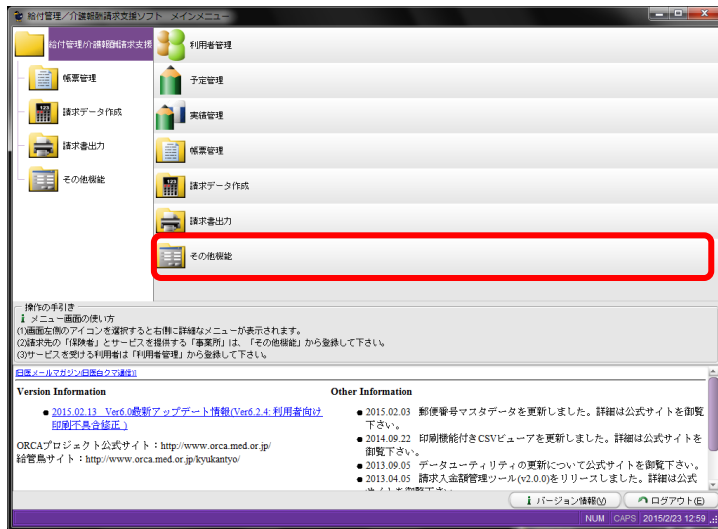 給付管理／介護報酬請求支援ソフト メインメニュー
給付管理/介護報酬請求支援
帳票管理
請求データ作成
請求書出力
その他機能
利用者管理
予定管理
実績管理
帳票管理
請求データ作成
請求書出力
その他機能
操作の手引き
メニュー画面の使い方
(1)画面左側のアイコンを選択すると右側に詳細なメニューが表示されます。
(2)請求先の「保険者」とサービスを提供する「事業所」は、「その他機能」から登録して下さい。
(3)サービスを受ける利用者は「利用者管理」から登録して下さい。
[日医メールマガジン(日医白クマ通信)]
Version Information
2015.02.13 Ver6.0最新アップデート情報(Ver6.2.4: 利用者向け
印刷不具合修正 )
ORCAプロジェクト公式サイト：http://www.orca.med.or.jp/
給管鳥サイト：http://www.orca.med.or.jp/kyukantyo/
Other Information
2015.02.03 郵便番号マスタデータを更新しました。詳細は公式サイトを御覧
下さい。
2014.09.22 印刷機能付きCSVビューアを更新しました。詳細は公式サイトを
御覧下さい。
2013.09.05 データユーティリティの更新について公式サイトを御覧下さい。
2013.04.05 請求入金額管理ツール(v2.0.0)をリリースしました。詳細は公式
バージョン情報(V)
ログアウト(E)
NUM CAPS 2015/2/23 12:59